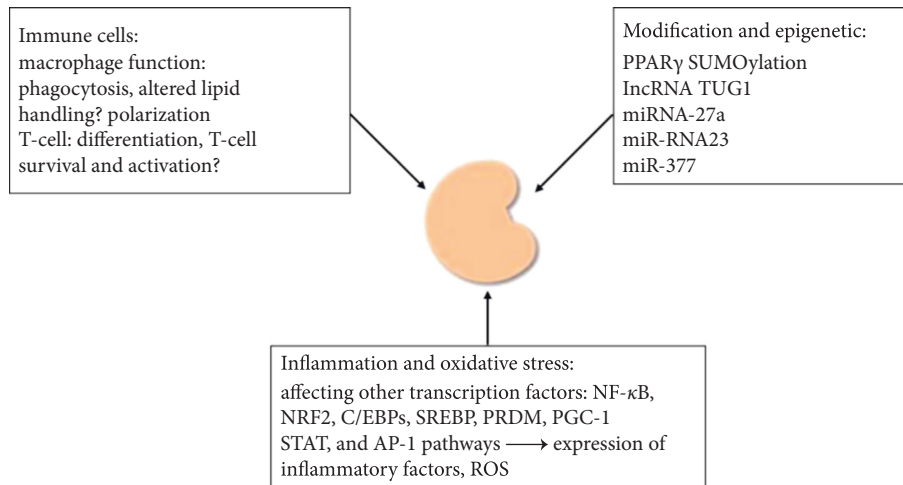 Immune cells:
macrophage function:
phagocytosis, altered lipid
handling? polarization
T-cell: differentiation, T-cell
survival and activation?
Modification and epigenetic:
PPARγ SUMOylation
lncRNA TUG1
miRNA-27a
miR-RNA23
miR-377
Inflammation and oxidative stress:
affecting other transcription factors: NF-κB,
NRF2, C/EBPs, SREBP, PRDM, PGC-1
STAT, and AP-1 pathways ⟶ expression of
inflammatory factors, ROS